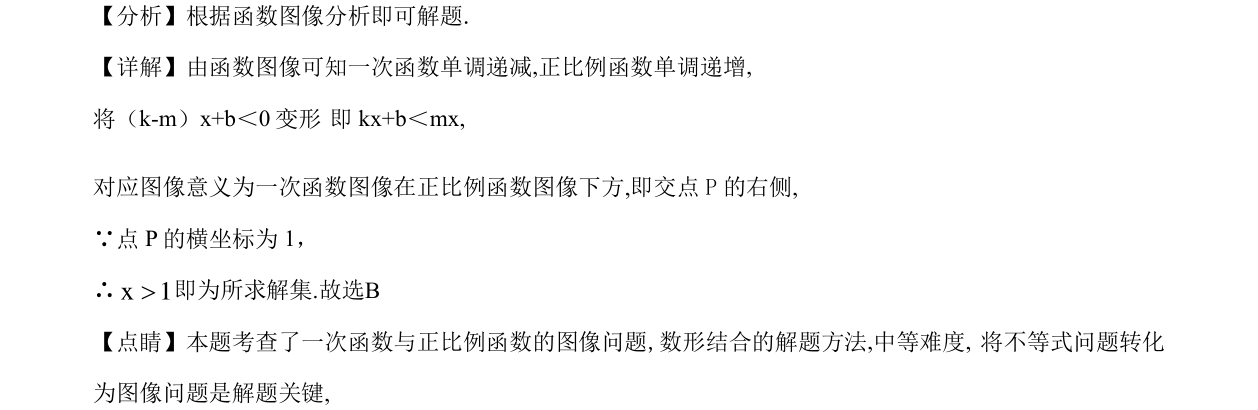 【分析】根据函数图像分析即可解题.
【详解】由函数图像可知一次函数单调递减,正比例函数单调递增,
将（k-m）x+b＜0 变形 即 kx+b＜mx,
对应图像意义为一次函数图像在正比例函数图像下方,即交点 P 的右侧,
∵点 P 的横坐标为 1，
∴ x >1即为所求解集.故选B
【点睛】本题考查了一次函数与正比例函数的图像问题, 数形结合的解题方法,中等难度, 将不等式问题转化
为图像问题是解题关键,